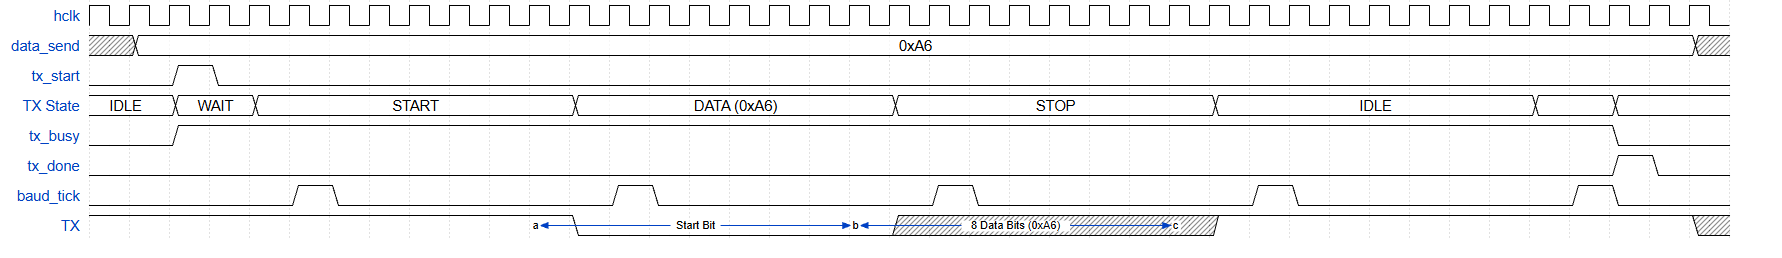 hclk
data_send 0xA6
tx_start
TX State IDLE WAIT START DATA (0xA6) STOP IDLE
tx_busy
tx_done
baud_tick
TX a Start Bit b 8 Data Bits (0xA6) c